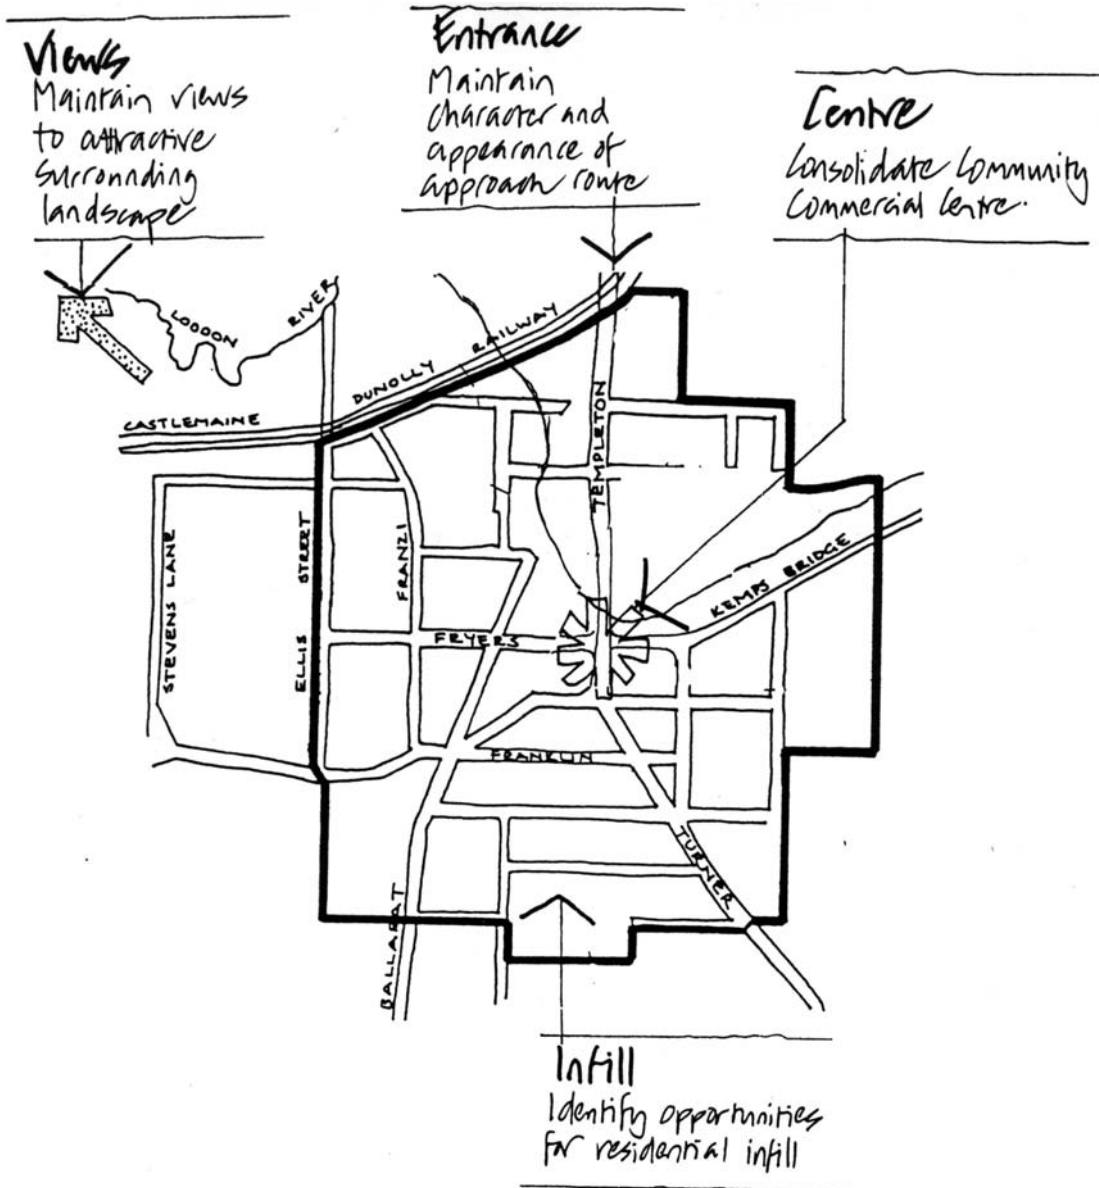 Views
Maintain views
to attractive
surrounding
landscape
Entrance
Maintain
character and
appearance of
approach route
Centre
Consolidate Community
Commercial Centre.
LODDON
RIVER
CASTLEMAINE
DUNOLLY
RAILWAY
TEMPLETON
STEVENS LANE
ELLIS
STREET
FRANZI
FRYERS
KEMPS BRIDGE
FRANKLIN
TURNER
BALLARAT
Infill
Identify opportunities
for residential infill